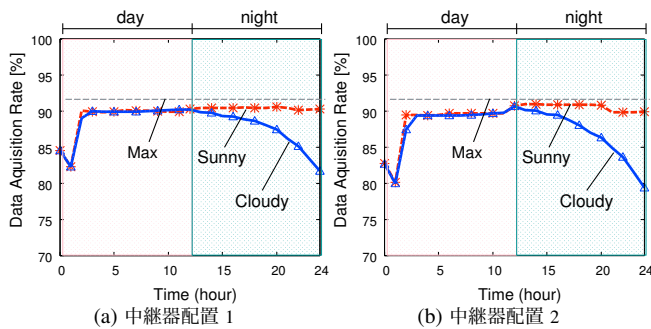 day night day night
100 100
95 95
90 90
85 85
80 80
75 75
70 70
Data Aquisition Rate [%] Data Aquisition Rate [%]
Max Sunny Cloudy Max Sunny Cloudy
0 5 10 15 20 24 0 5 10 15 20 24
Time (hour) Time (hour)
(a) 中継器配置 1 (b) 中継器配置 2